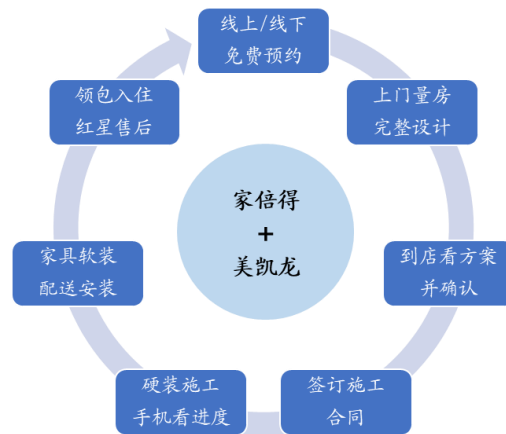 线上/线下
免费预约
上门量房
完整设计
到店看方案
并确认
签订施工
合同
硬装施工
手机看进度
家具软装
配送安装
领包入住
红星售后
家倍得
+
美凯龙